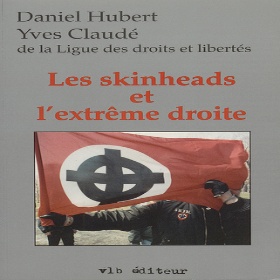 Daniel Hubert
Yves Claudé
de la Ligue des droits et libertés
Les skinheads
et
l'extrême droite
vlb éditeur